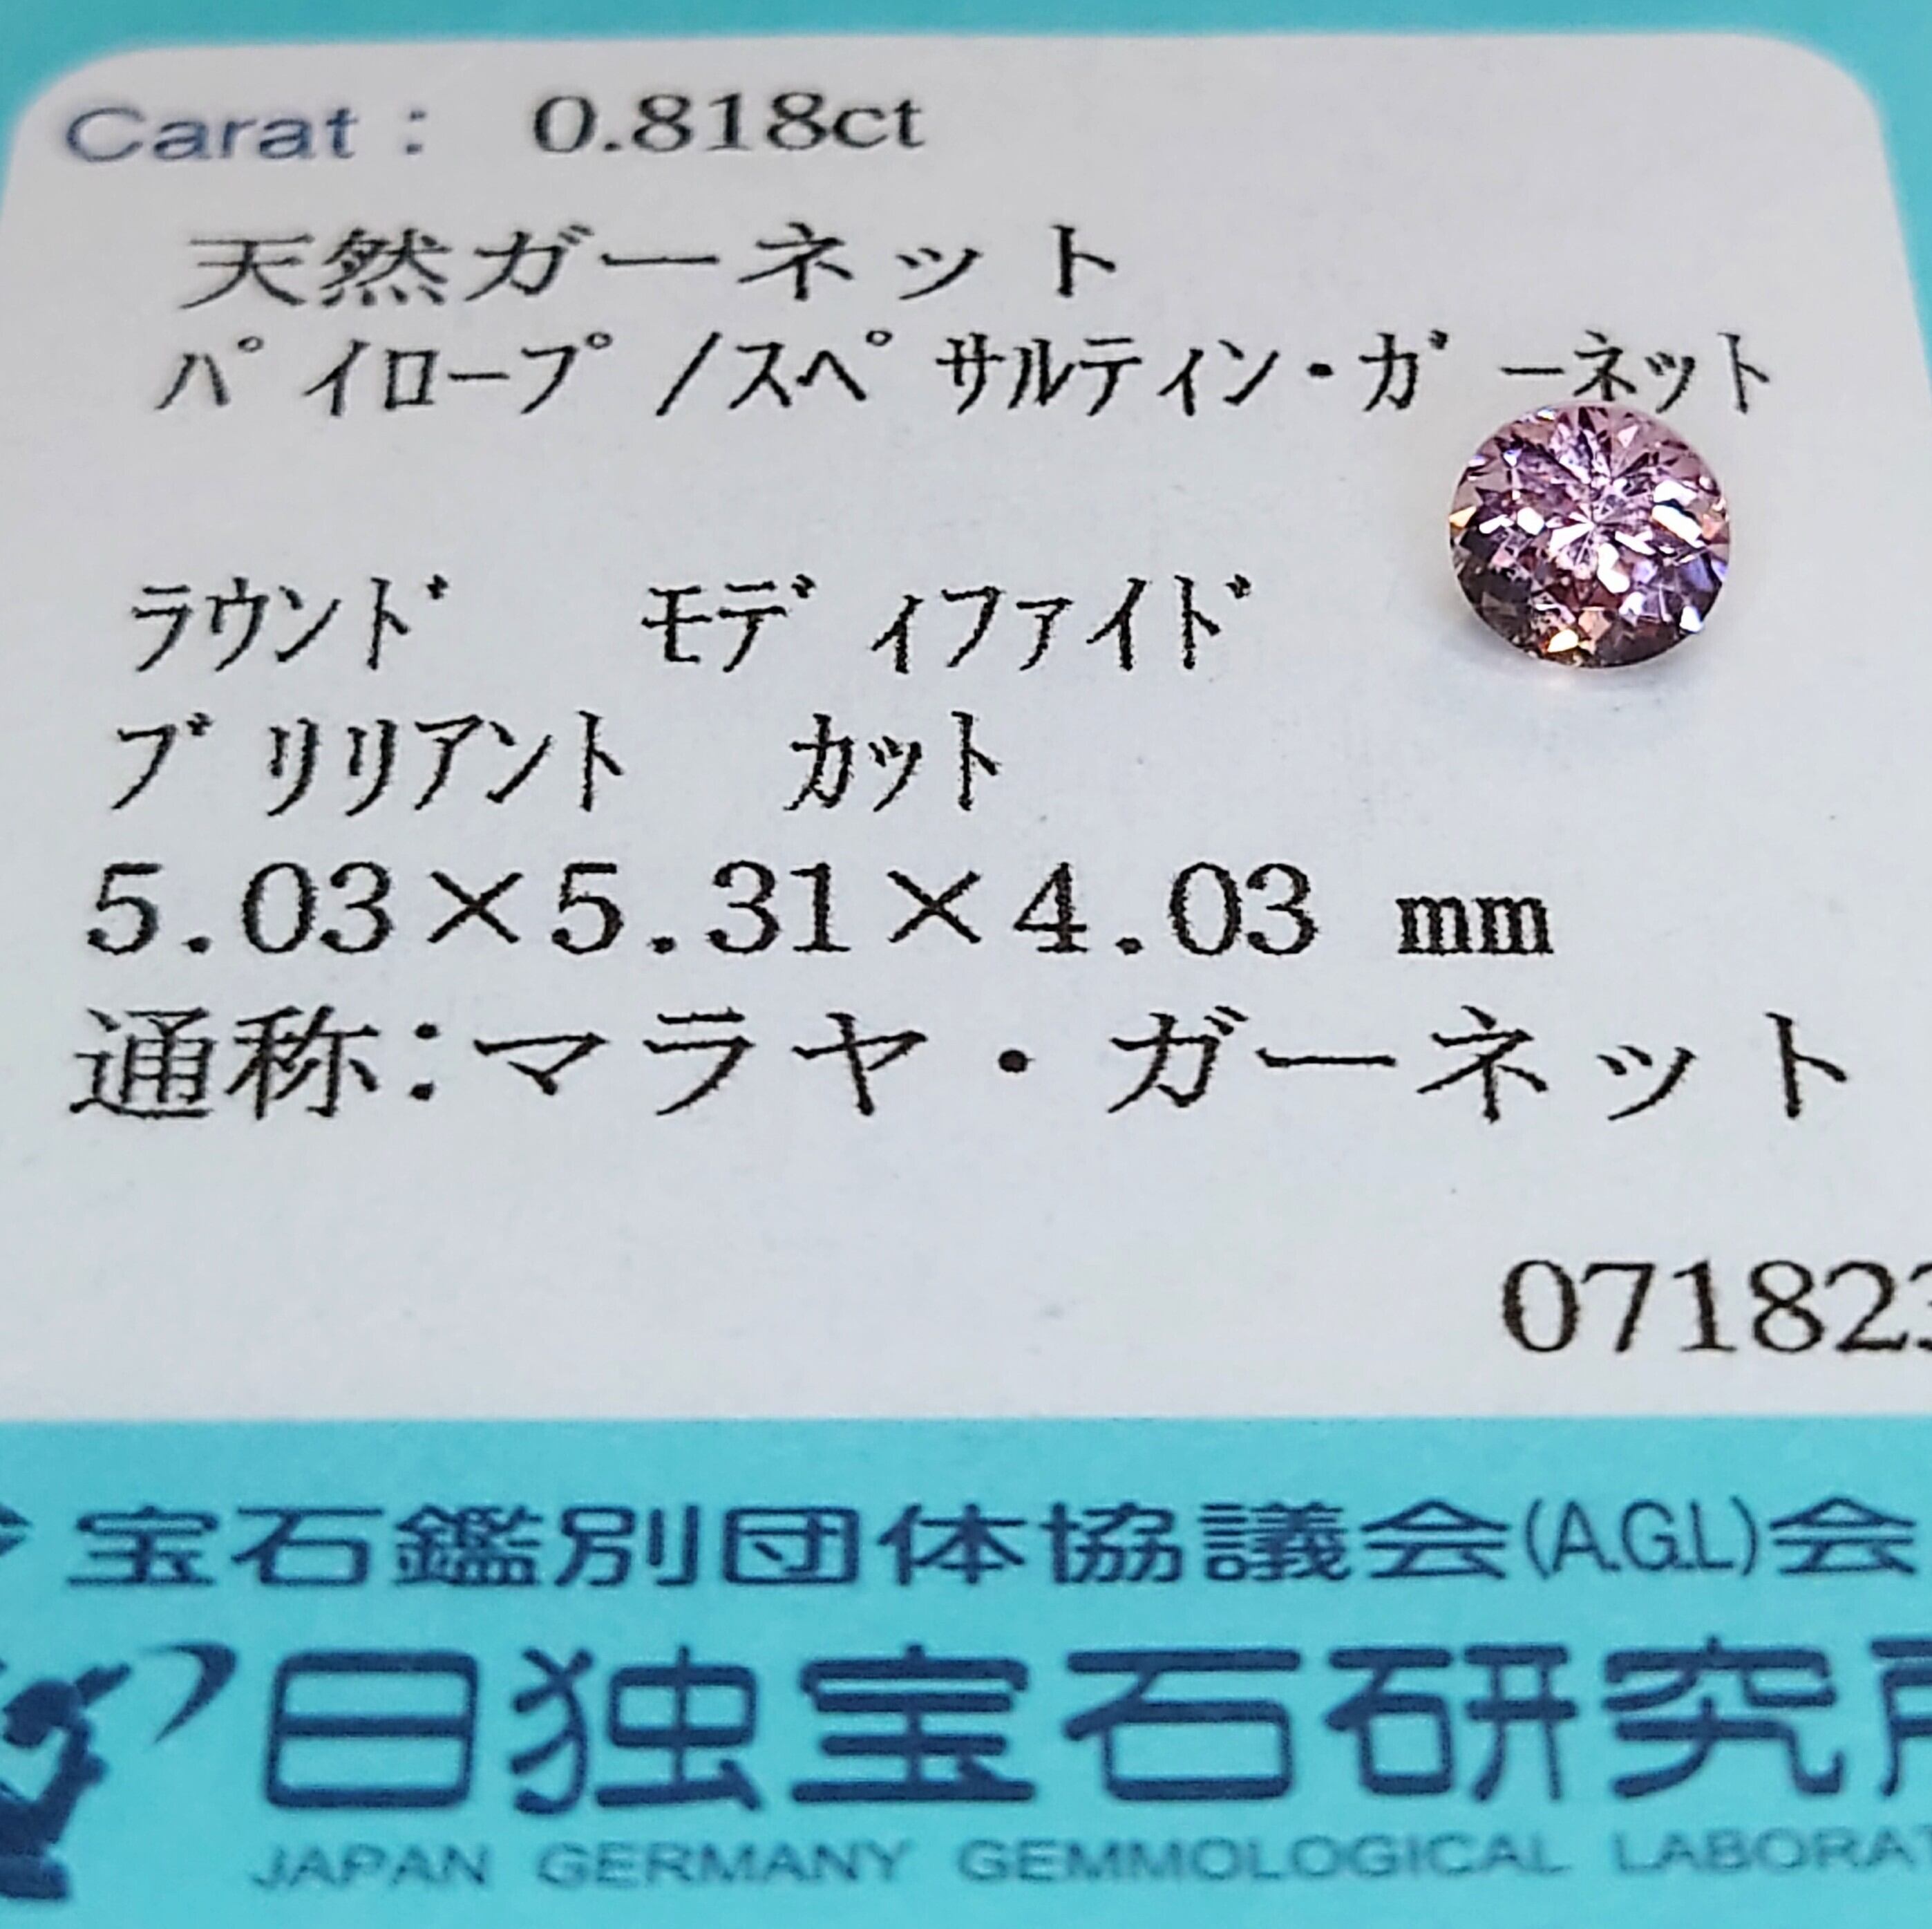 Carat : 0.818ct
天然ガーネット
ﾊﾟｲﾛｰﾌﾟ/ｽﾍﾟｻﾙﾃｨﾝ・ｶﾞｰﾈｯﾄ
ﾗｳﾝﾄﾞ ﾓﾃﾞｨﾌｧｲﾄﾞ
ﾌﾞﾘﾘｱﾝﾄ ｶｯﾄ
5.03×5.31×4.03 mm
通称:マラヤ・ガーネット
071823
宝石鑑別団体協議会(A.G.L)会
日独宝石研究所
JAPAN GERMANY GEMMOLOGICAL LABORAT